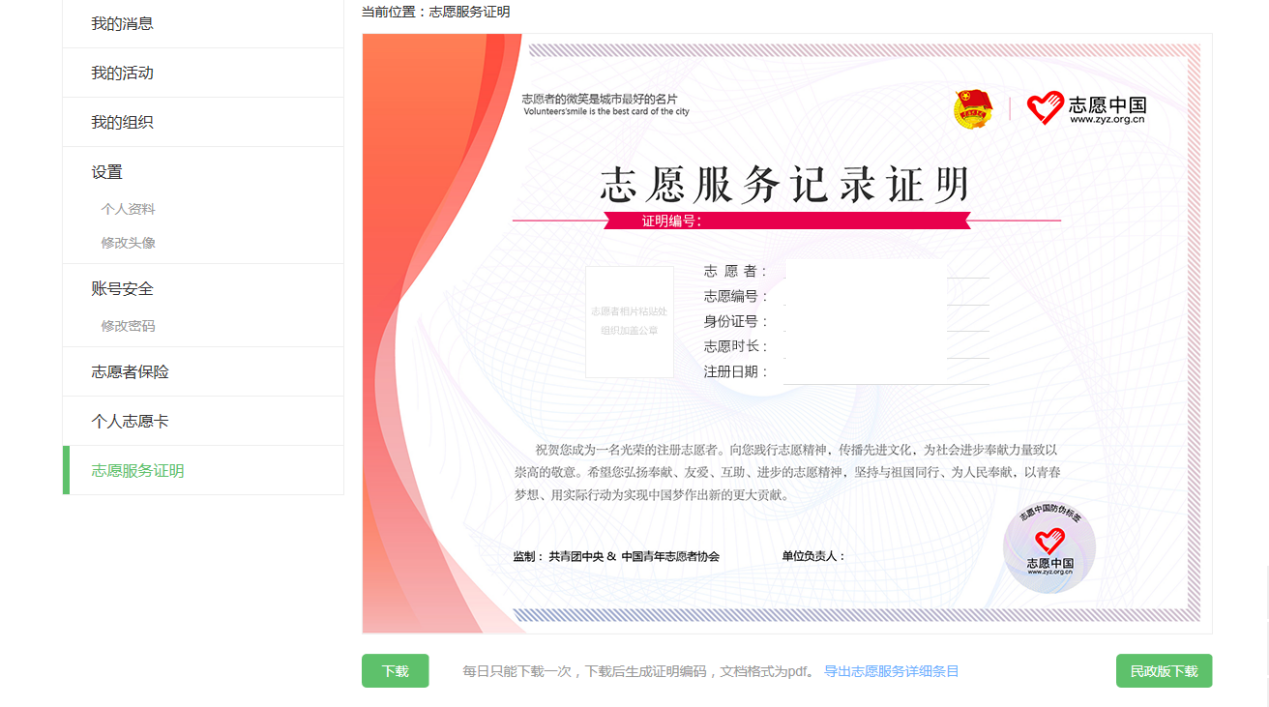 我的消息
我的活动
我的组织
设置
个人资料
修改头像
账号安全
修改密码
志愿者保险
个人志愿卡
志愿服务证明
当前位置：志愿服务证明
志愿者的微笑是城市最好的名片
Volunteers'smile is the best card of the city
志愿中国
www.zyz.org.cn
志愿服务记录证明
证明编号：
志愿者相片粘贴处
组织加盖公章
志 愿 者：
志愿编号：
身份证号：
志愿时长：
注册日期：
祝贺您成为一名光荣的注册志愿者。向您践行志愿精神，传播先进文化，为社会进步奉献力量致以
崇高的敬意。希望您弘扬奉献、友爱、互助、进步的志愿精神，坚持与祖国同行、为人民奉献，以青春
梦想、用实际行动为实现中国梦作出新的更大贡献。
监制：共青团中央 & 中国青年志愿者协会
单位负责人：
志愿中国防伪标签
志愿中国
www.zyz.org.cn
下载
每日只能下载一次，下载后生成证明编码，文档格式为pdf。 导出志愿服务详细条目
民政版下载